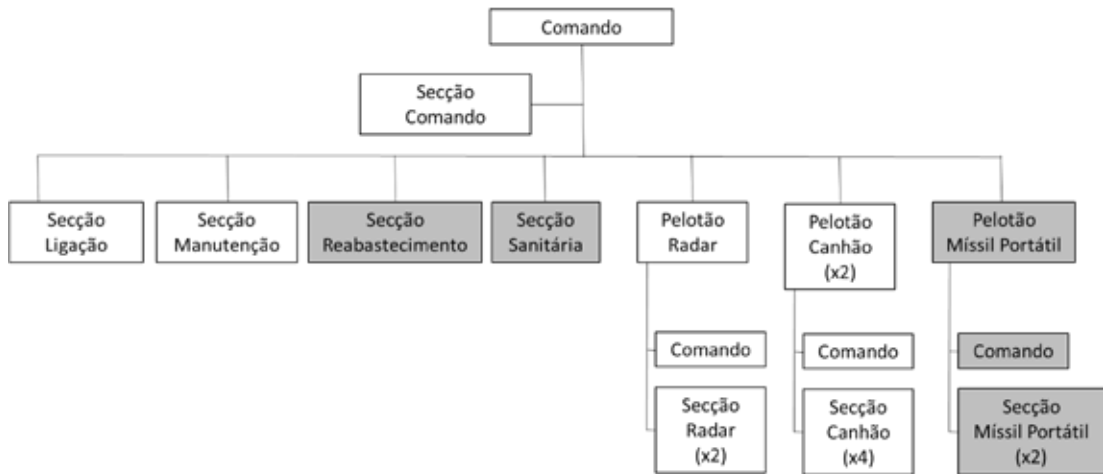 Comando
Secção
Comando
Secção
Ligação
Secção
Manutenção
Secção
Reabastecimento
Secção
Sanitária
Pelotão
Radar
Pelotão
Canhão
(x2)
Pelotão
Míssil Portátil
Comando
Comando
Comando
Secção
Radar
(x2)
Secção
Canhão
(x4)
Secção
Míssil Portátil
(x2)